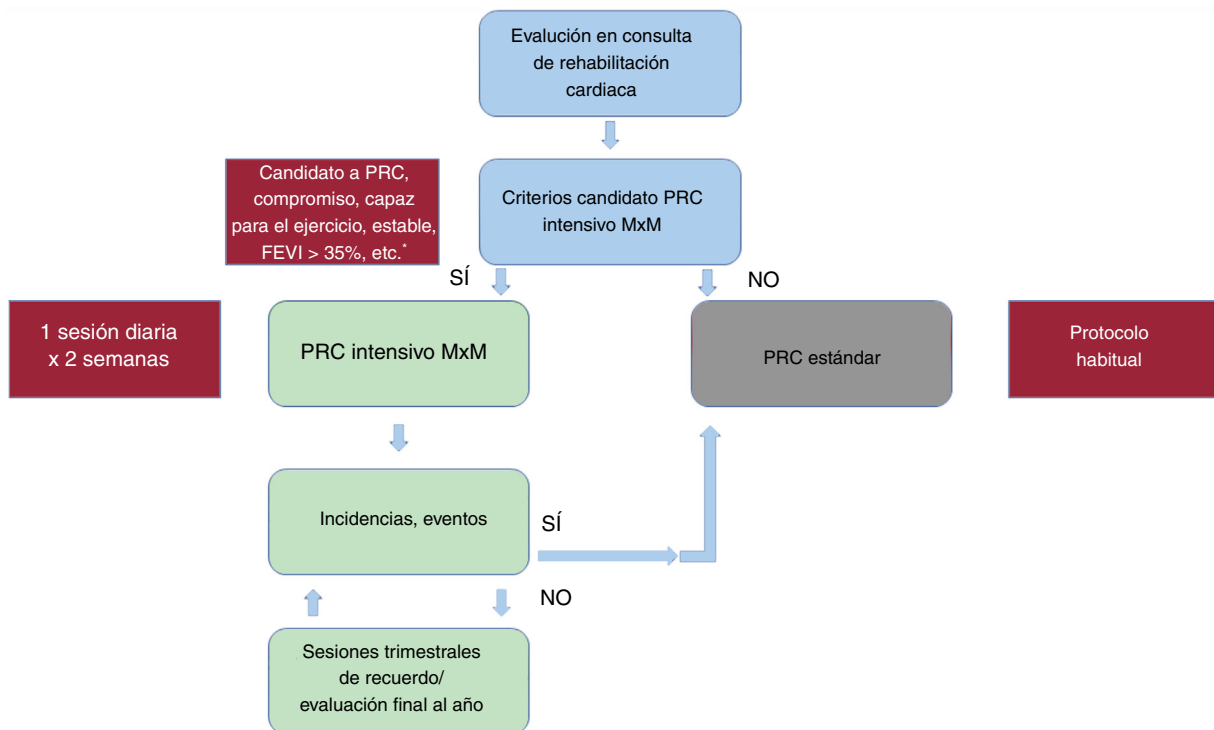 Evalución en consulta
de rehabilitación
cardiaca
Candidato a PRC,
compromiso, capaz
para el ejercicio, estable,
FEVI > 35%, etc.*
Criterios candidato PRC
intensivo MxM
SÍ
NO
1 sesión diaria
x 2 semanas
PRC intensivo MxM
PRC estándar
Protocolo
habitual
Incidencias, eventos
SÍ
NO
Sesiones trimestrales
de recuerdo/
evaluación final al año